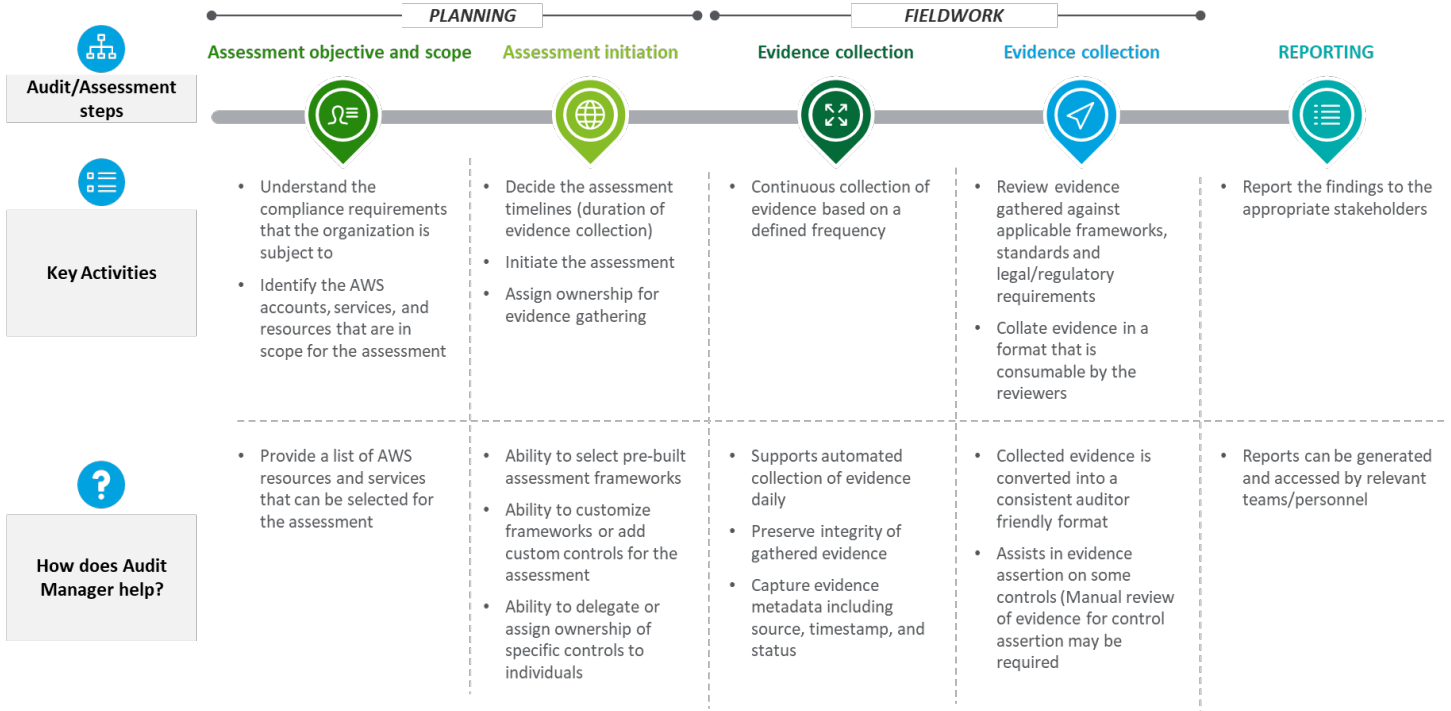 PLANNING
FIELDWORK
Assessment objective and scope
Assessment initiation
Evidence collection
Evidence collection
REPORTING
Audit/Assessment
steps
Key Activities
• Understand the
compliance requirements
that the organization is
subject to
• Identify the AWS
accounts, services, and
resources that are in
scope for the assessment
• Decide the assessment
timelines (duration of
evidence collection)
• Initiate the assessment
• Assign ownership for
evidence gathering
• Continuous collection of
evidence based on a
defined frequency
• Review evidence
gathered against
applicable frameworks,
standards and
legal/regulatory
requirements
• Collate evidence in a
format that is
consumable by the
reviewers
• Report the findings to the
appropriate stakeholders
?
How does Audit
Manager help?
• Provide a list of AWS
resources and services
that can be selected for
the assessment
• Ability to select pre-built
assessment frameworks
• Ability to customize
frameworks or add
custom controls for the
assessment
• Ability to delegate or
assign ownership of
specific controls to
individuals
• Supports automated
collection of evidence
daily
• Preserve integrity of
gathered evidence
• Capture evidence
metadata including
source, timestamp, and
status
• Collected evidence is
converted into a
consistent auditor
friendly format
• Assists in evidence
assertion on some
controls (Manual review
of evidence for control
assertion may be
required
• Reports can be generated
and accessed by relevant
teams/personnel